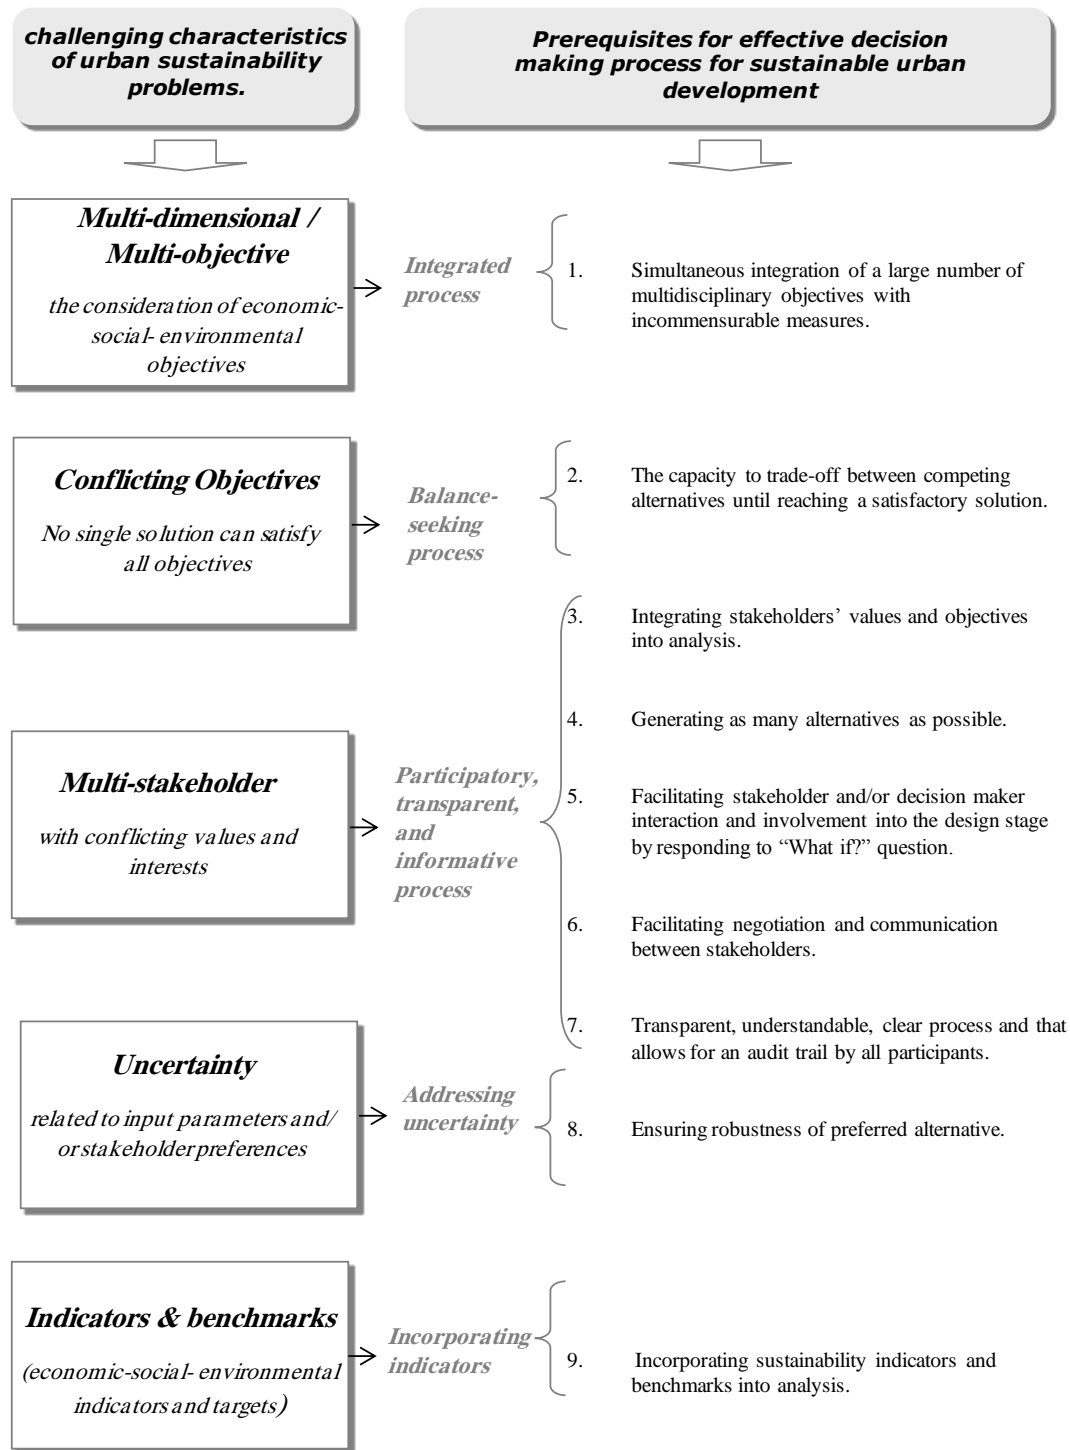 challenging characteristics
of urban sustainability
problems.
Prerequisites for effective decision
making process for sustainable urban
development
Multi-dimensional /
Multi-objective
the consideration of economic-
social- environmental
objectives
Integrated
process
1. Simultaneous integration of a large number of
multidisciplinary objectives with
incommensurable measures.
Conflicting Objectives
No single solution can satisfy
all objectives
Balance-
seeking
process
2. The capacity to trade-off between competing
alternatives until reaching a satisfactory solution.
Multi-stakeholder
with conflicting values and
interests
Participatory,
transparent,
and
informative
process
3. Integrating stakeholders’ values and objectives
into analysis.
4. Generating as many alternatives as possible.
5. Facilitating stakeholder and/or decision maker
interaction and involvement into the design stage
by responding to “What if?” question.
6. Facilitating negotiation and communication
between stakeholders.
7. Transparent, understandable, clear process and that
allows for an audit trail by all participants.
Uncertainty
related to input parameters and/
or stakeholder preferences
Addressing
uncertainty
8. Ensuring robustness of preferred alternative.
Indicators & benchmarks
(economic-social- environmental
indicators and targets)
Incorporating
indicators
9. Incorporating sustainability indicators and
benchmarks into analysis.